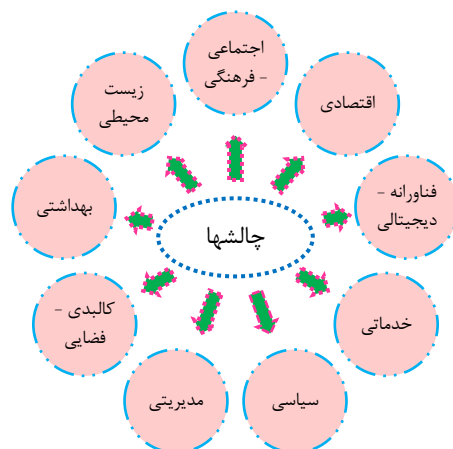 اجتماعی
- فرهنگی
اقتصادی
فناورانه -
دیجیتالی
خدماتی
سیاسی
مدیریتی
کالبدی -
فضایی
بهداشتی
زیست
محیطی
چالشها